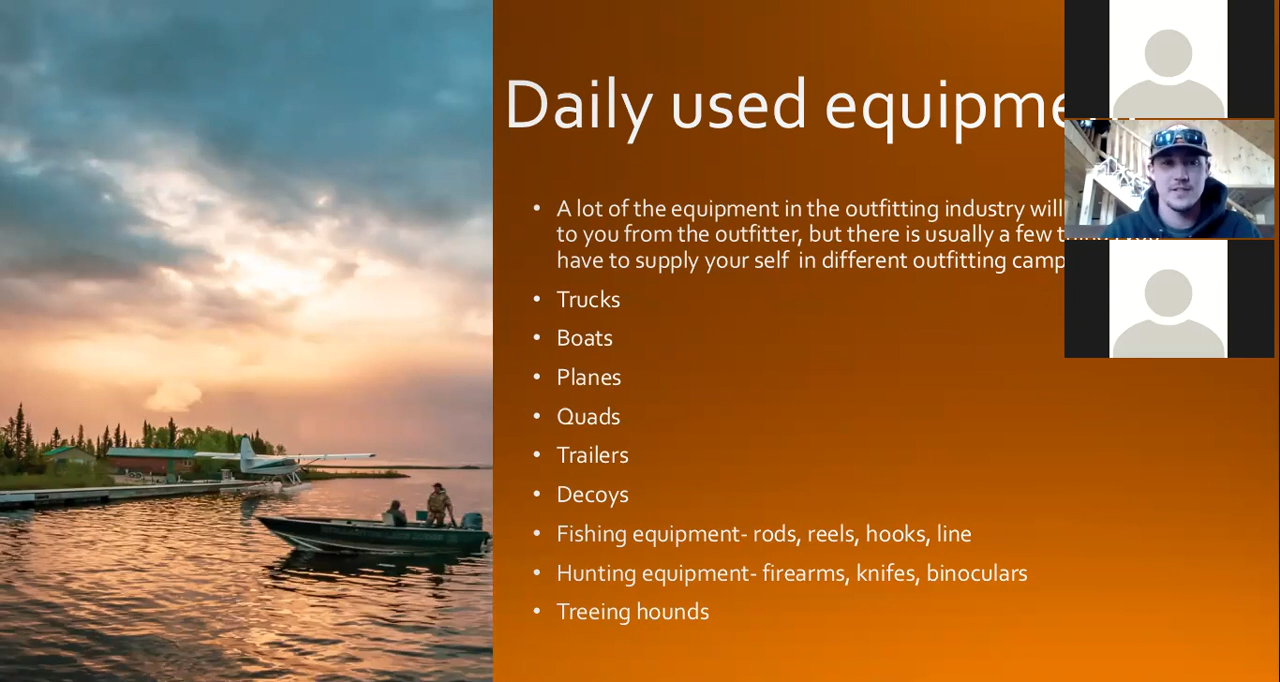 Daily used
• A lot of the equipment in the outfitting industry will
to you from the outfitter, but there is usually a few
have to supply your self in different outfitting
• Trucks
• Boats
• Planes
• Quads
• Trailers
• Decoys
• Fishing equipment- rods, reels, hooks, line
• Hunting equipment- firearms, knifes, binoculars
• Treeing hounds